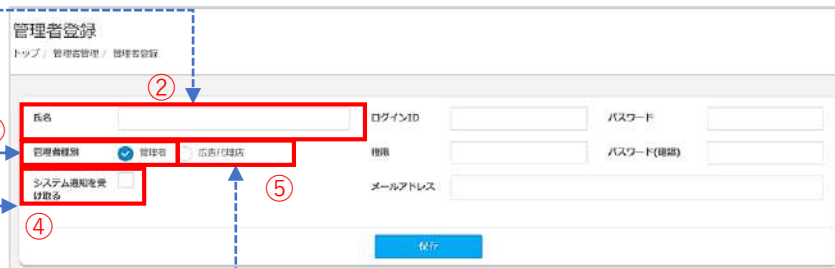 管理者登録
トップ / 管理者管理 / 管理者登録
②
氏名
ログインID
パスワード
管理者種別
管理者
広告代理店
権限
パスワード(確認)
⑤
システム通知を受
け取る
メールアドレス
④
保存